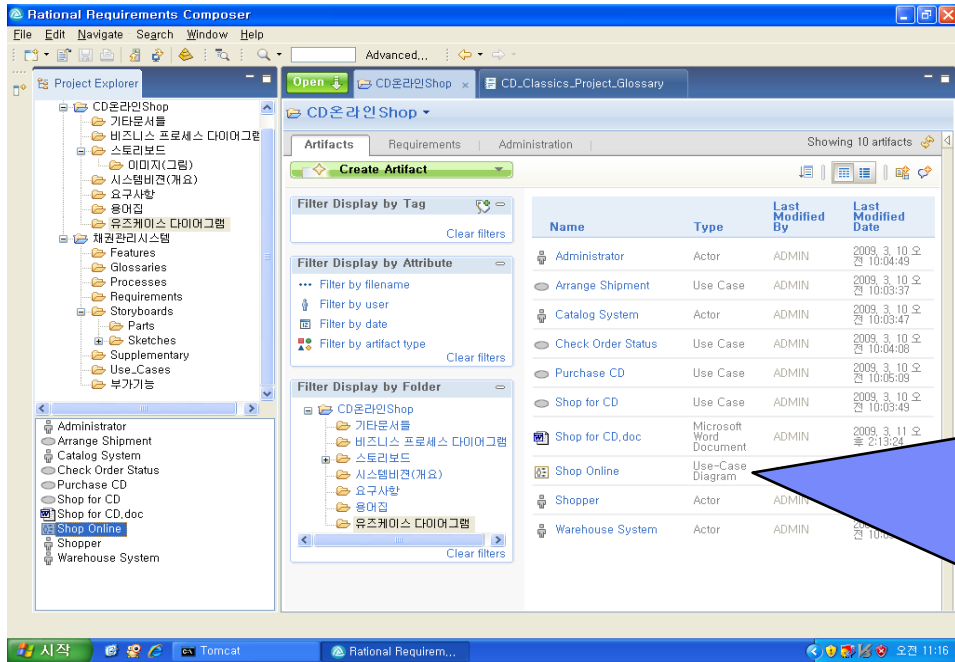 Rational Requirements Composer
File Edit Navigate Search Window Help
Advanced...
Project Explorer
CD온라인Shop
기타문서들
비즈니스 프로세스 다이어그램
스토리보드
이미지(그림)
시스템비젼(개요)
요구사항
용어집
유즈케이스 다이어그램
채권관리시스템
Features
Glossaries
Processes
Requirements
Storyboards
Parts
Sketches
Supplementary
Use_Cases
부가기능
Administrator
Arrange Shipment
Catalog System
Check Order Status
Purchase CD
Shop for CD
Shop for CD.doc
Shop Online
Shopper
Warehouse System
Open CD온라인Shop CD_Classics_Project_Glossary
CD온라인Shop
Artifacts Requirements Administration Showing 10 artifacts
Create Artifact
Filter Display by Tag
Clear filters
Filter Display by Attribute
Filter by filename
Filter by user
Filter by date
Filter by artifact type
Clear filters
Filter Display by Folder
CD온라인Shop
기타문서들
비즈니스 프로세스 다이어그램
스토리보드
시스템비젼(개요)
요구사항
용어집
유즈케이스 다이어그램
Clear filters
Name Type Last Modified By Last Modified Date
Administrator Actor ADMIN 2009. 3. 10 오전 10:04:49
Arrange Shipment Use Case ADMIN 2009. 3. 10 오전 10:03:37
Catalog System Actor ADMIN 2009. 3. 10 오전 10:03:47
Check Order Status Use Case ADMIN 2009. 3. 10 오전 10:04:08
Purchase CD Use Case ADMIN 2009. 3. 10 오전 10:05:09
Shop for CD Use Case ADMIN 2009. 3. 10 오전 10:03:49
Shop for CD.doc Microsoft Word Document ADMIN 2009. 3. 11 오후 2:13:24
Shop Online Use-Case Diagram
Shopper Actor ADMIN
Warehouse System Actor ADMIN
시작 Tomcat Rational Requirem... 오전 11:16